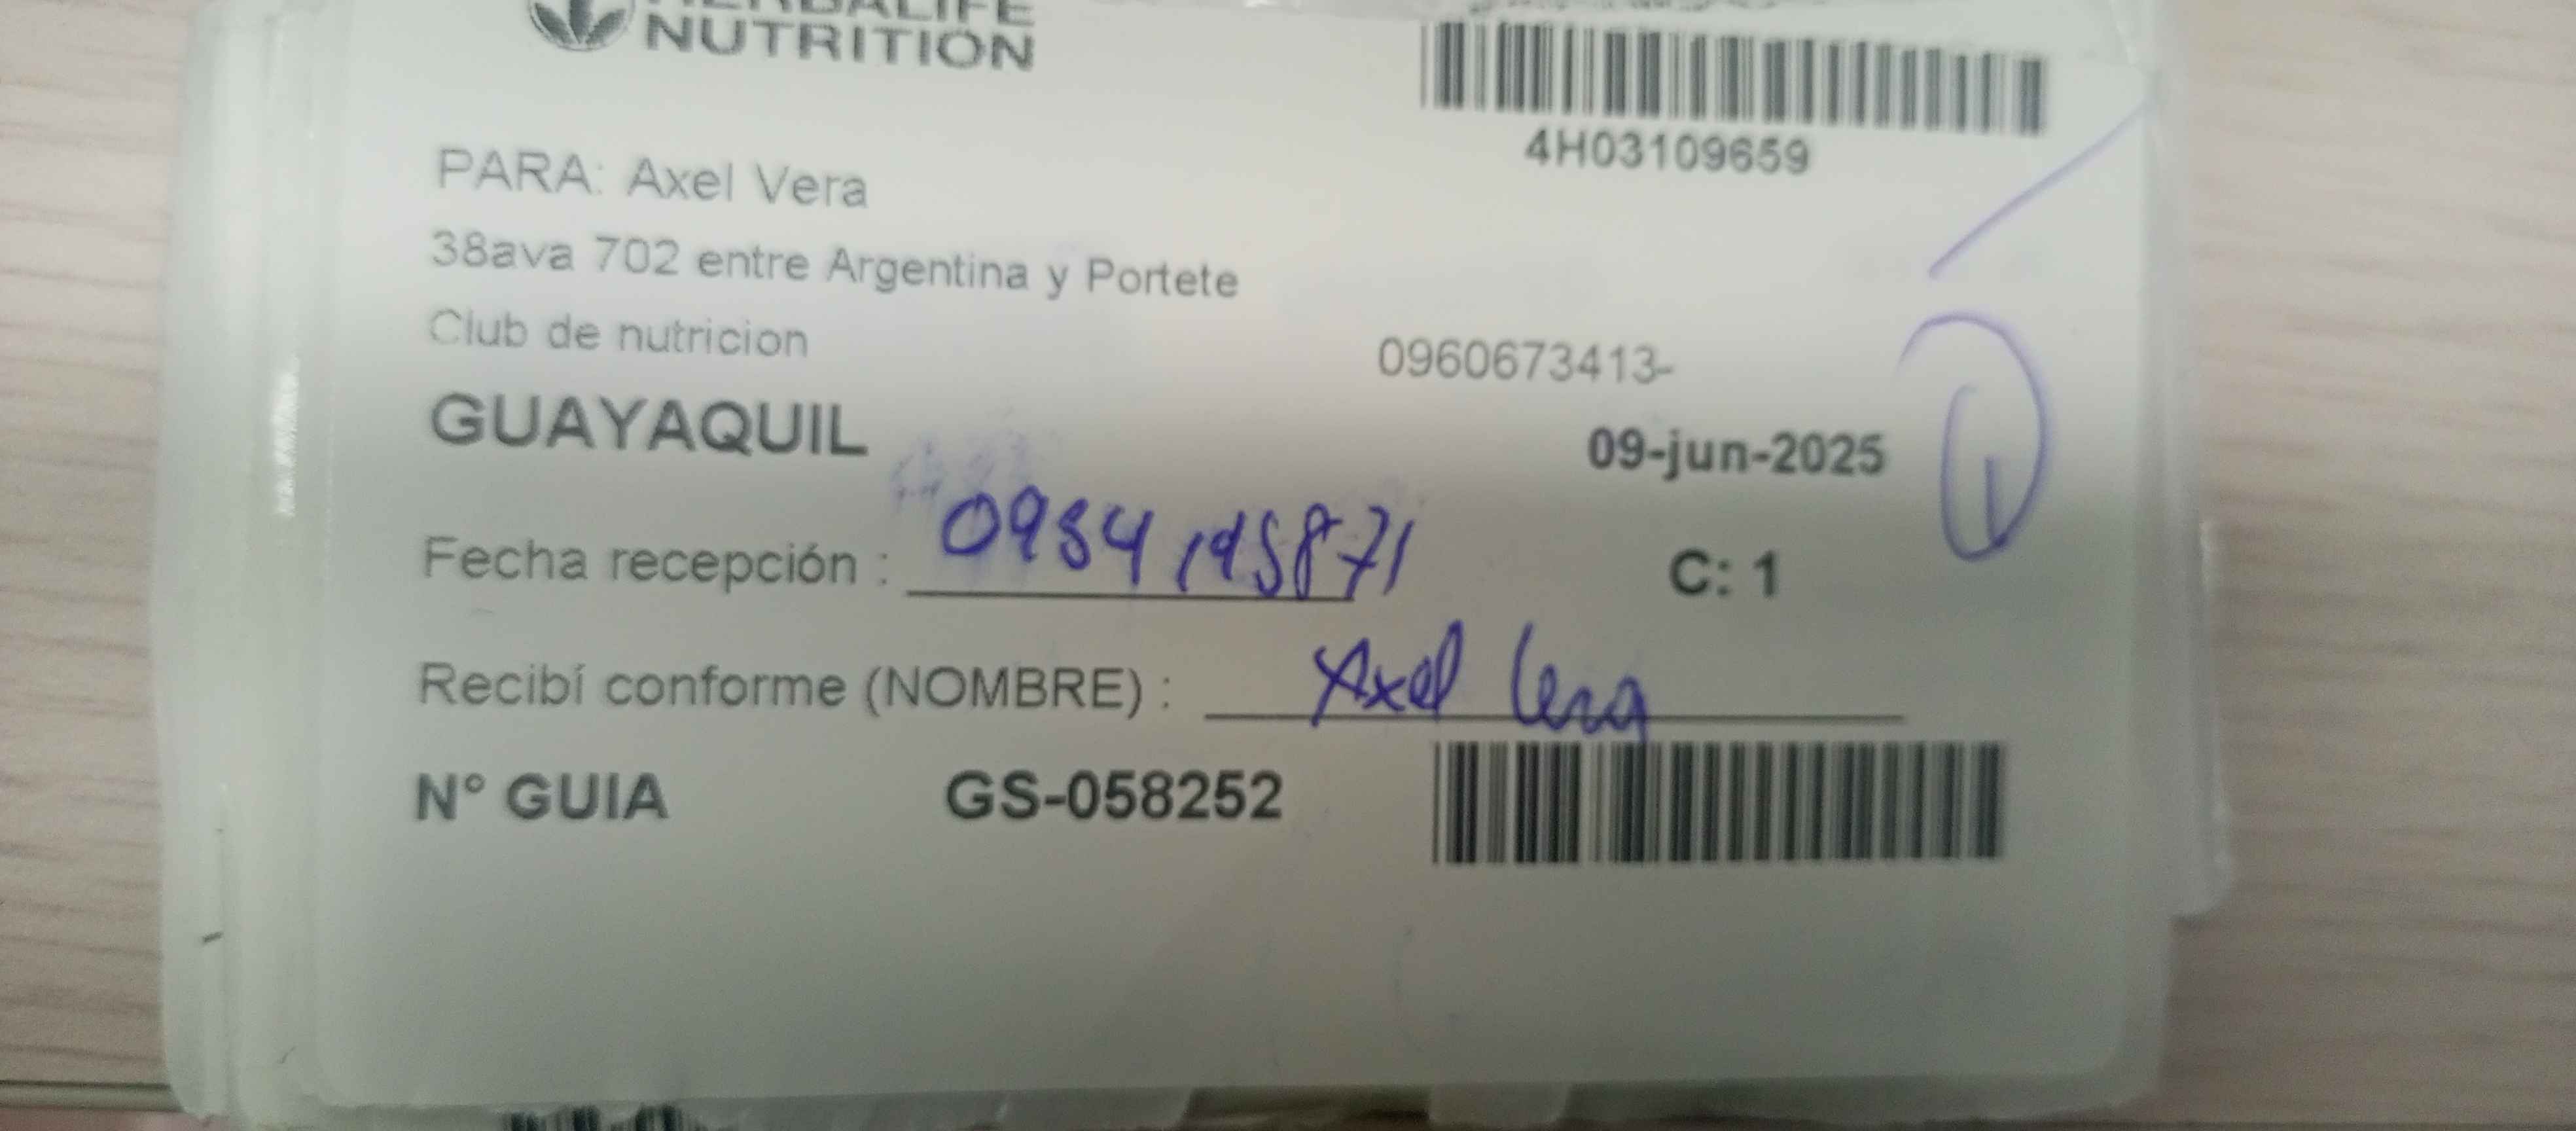 HERBALIFE
NUTRITION
4H03109659
PARA: Axel Vera
38ava 702 entre Argentina y Portete
Club de nutricion
0960673413-
GUAYAQUIL
09-jun-2025
Fecha recepción :
C: 1
Recibí conforme (NOMBRE) : Axel Vera
N° GUIA GS-058252